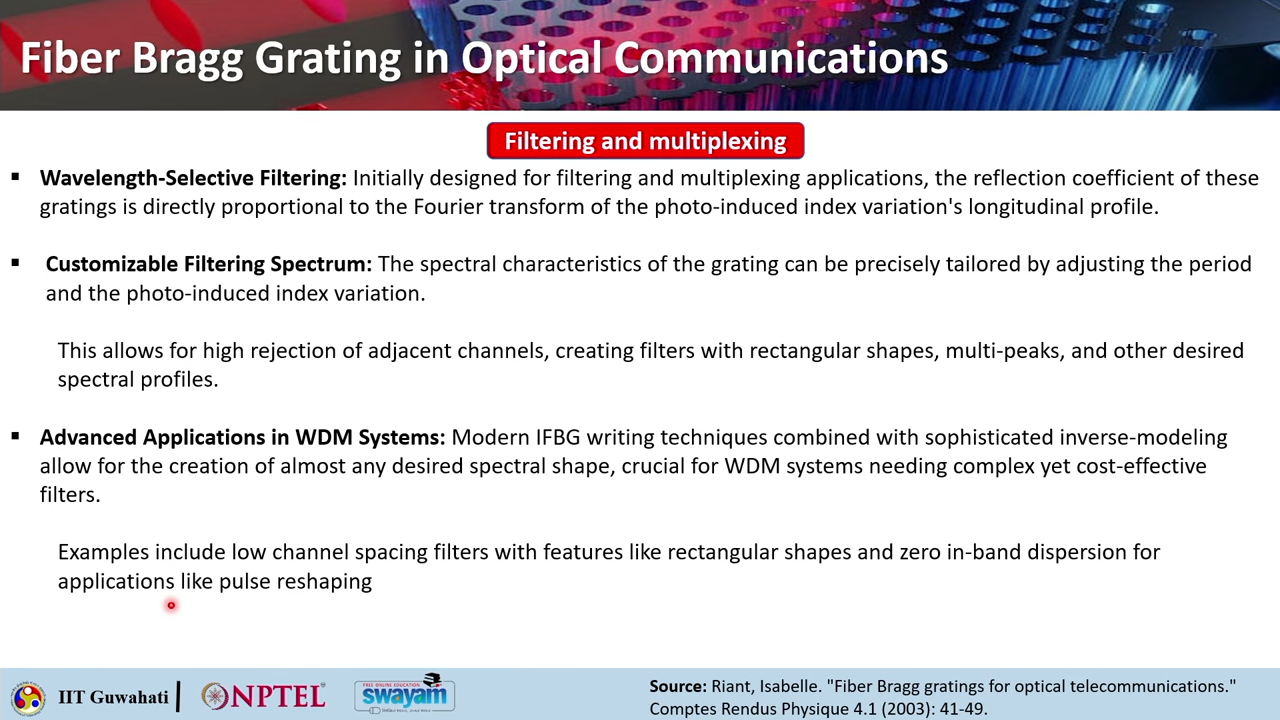 Fiber Bragg Grating in Optical Communications
Filtering and multiplexing
▪ Wavelength-Selective Filtering: Initially designed for filtering and multiplexing applications, the reflection coefficient of these
gratings is directly proportional to the Fourier transform of the photo-induced index variation's longitudinal profile.
▪ Customizable Filtering Spectrum: The spectral characteristics of the grating can be precisely tailored by adjusting the period
and the photo-induced index variation.
This allows for high rejection of adjacent channels, creating filters with rectangular shapes, multi-peaks, and other desired
spectral profiles.
▪ Advanced Applications in WDM Systems: Modern IFBG writing techniques combined with sophisticated inverse-modeling
allow for the creation of almost any desired spectral shape, crucial for WDM systems needing complex yet cost-effective
filters.
Examples include low channel spacing filters with features like rectangular shapes and zero in-band dispersion for
applications like pulse reshaping
IIT Guwahati
NPTEL
FREE ONLINE EDUCATION
swayam
Source: Riant, Isabelle. "Fiber Bragg gratings for optical telecommunications."
Comptes Rendus Physique 4.1 (2003): 41-49.